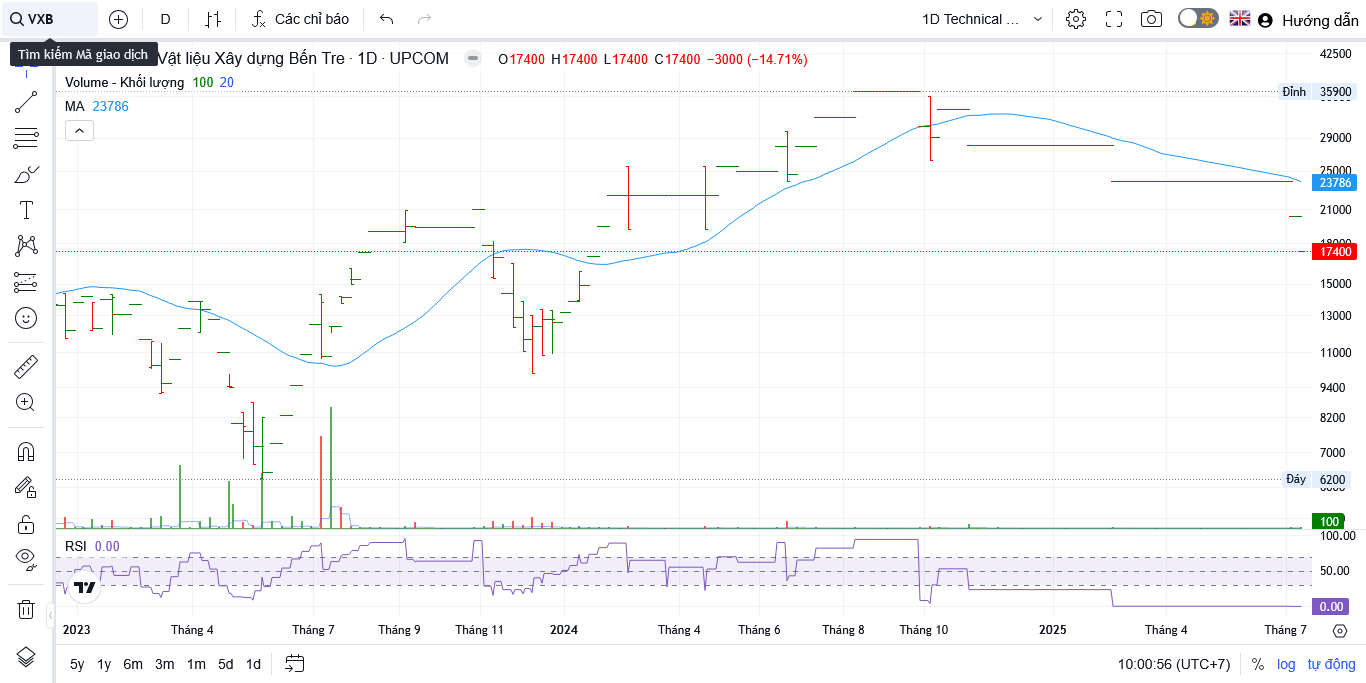 VXB
D
Các chỉ báo
1D Technical ...
Hướng dẫn
Tìm kiếm Mã giao dịch
Vật liệu Xây dựng Bến Tre · 1D · UPCOM
O17400 H17400 L17400 C17400 −3000 (−14.71%)
Volume - Khối lượng 100 20
MA 23786
42500
Đỉnh 35900
29000
25000
23786
21000
18000
17400
15000
13000
11000
9400
8200
7000
Đáy 6200
6000
100
RSI 0.00
100.00
50.00
0.00
2023 Tháng 4 Tháng 7 Tháng 9 Tháng 11 2024 Tháng 4 Tháng 6 Tháng 8 Tháng 10 2025 Tháng 4 Tháng 7
5y 1y 6m 3m 1m 5d 1d
10:00:56 (UTC+7) % log tự động